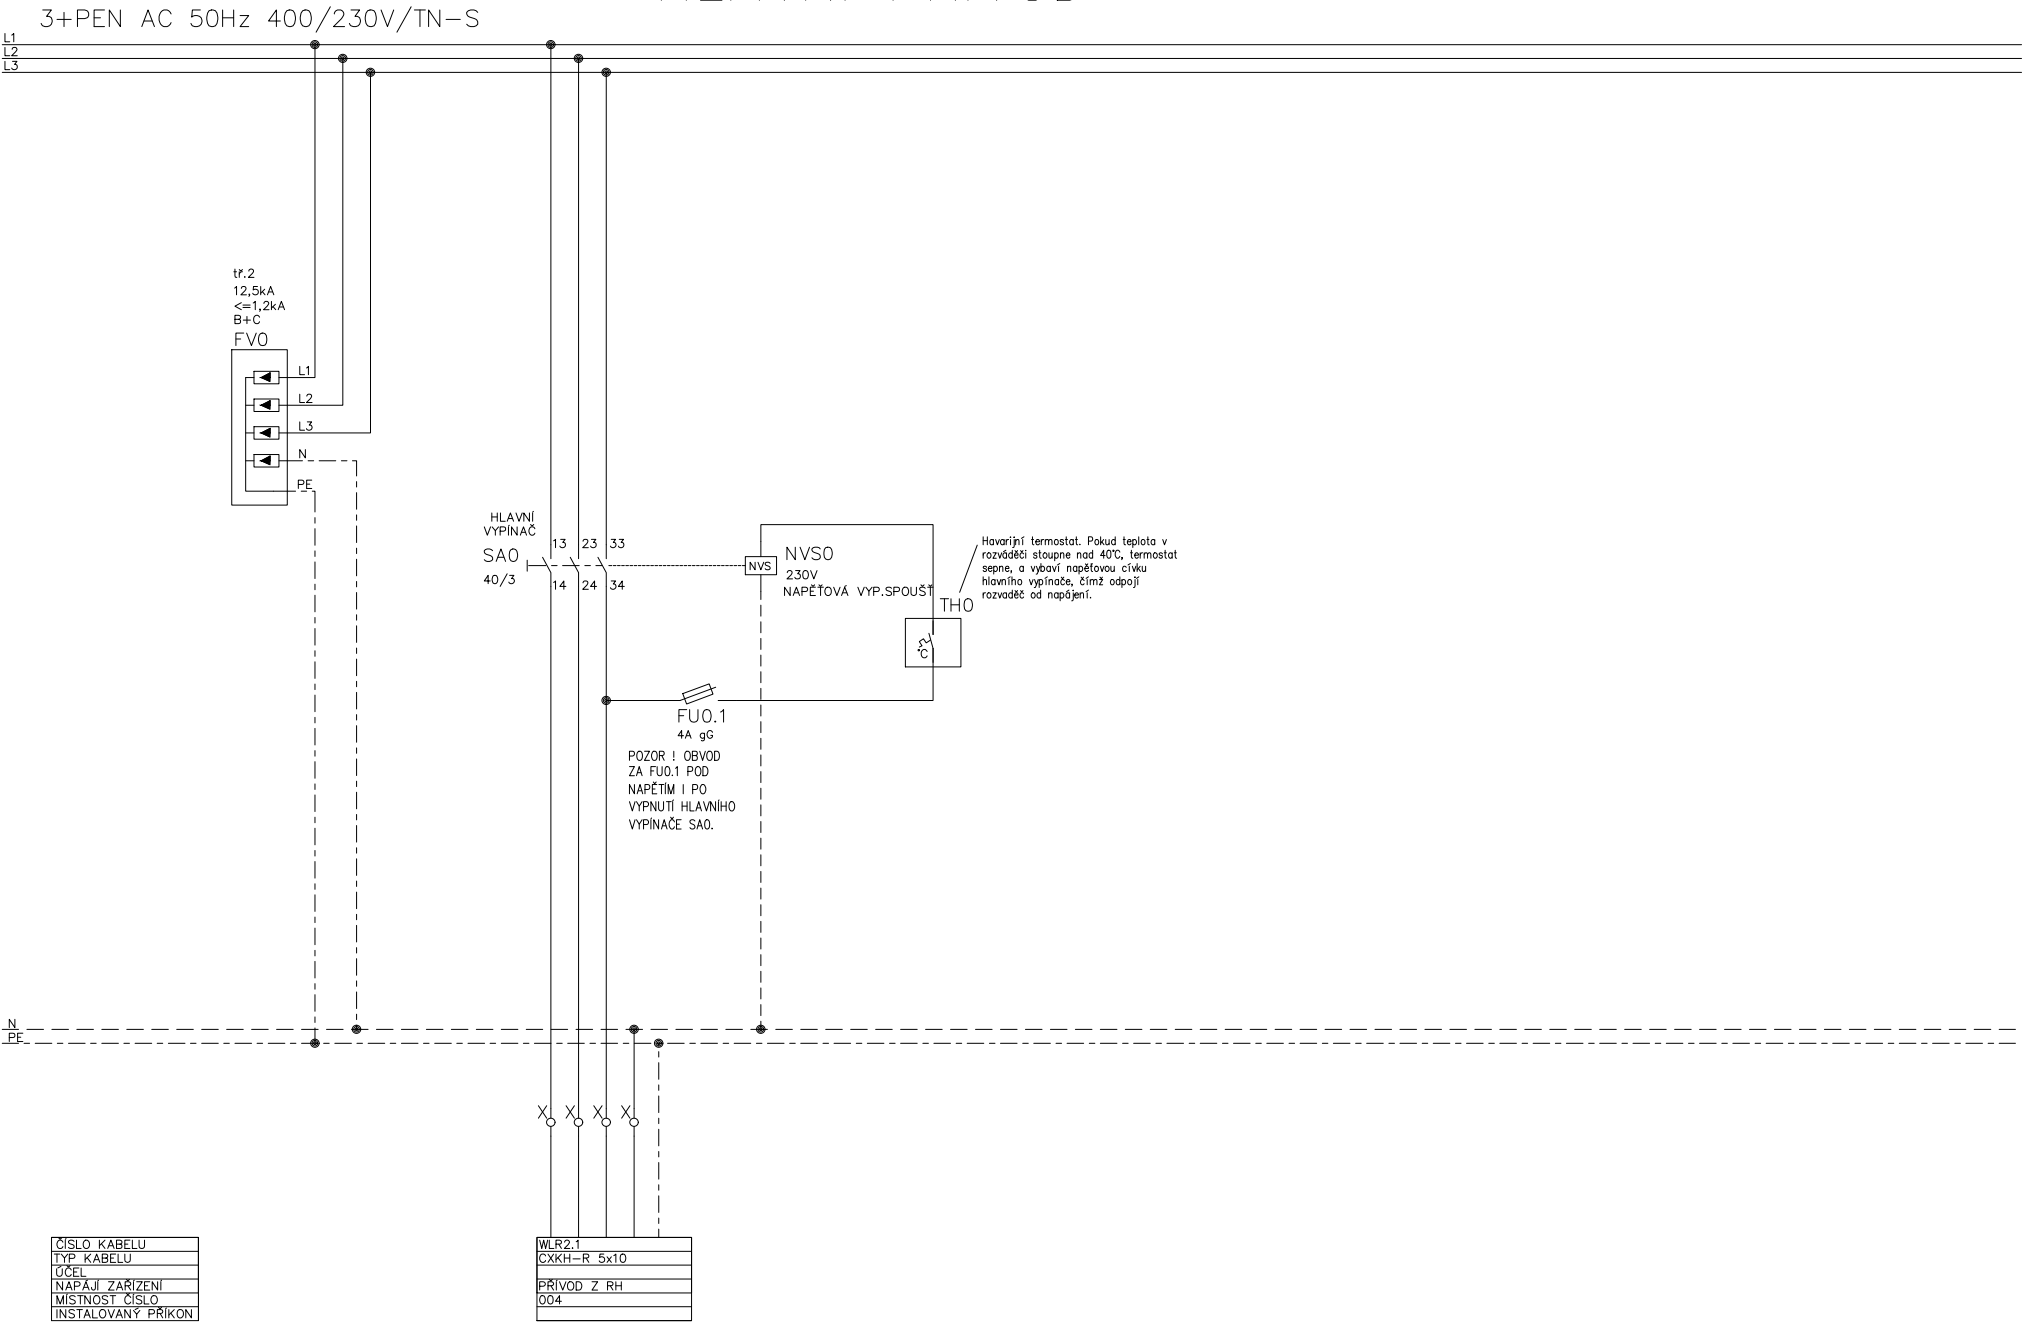 3+PEN AC 50Hz 400/230V/TN-S
L1
L2
L3
tř.2
12,5kA
<=1,2kA
B+C
FV0
L1
L2
L3
N
PE
HLAVNÍ
VYPÍNAČ
SA0
40/3
13 23 33
14 24 34
NVS
NVS0
230V
NAPĚŤOVÁ VYP.SPOUŠŤ
Havarijní termostat. Pokud teplota v
rozváděči stoupne nad 40°C, termostat
sepne, a vybaví napěťovou cívku
hlavního vypínače, čímž odpojí
rozvaděč od napájení.
TH0
°C
FU0.1
4A gG
POZOR ! OBVOD
ZA FU0.1 POD
NAPĚTÍM I PO
VYPNUTÍ HLAVNÍHO
VYPÍNAČE SA0.
N
PE
X X X X
ČÍSLO KABELU
TYP KABELU
ÚČEL
NAPÁJÍ ZAŘÍZENÍ
MÍSTNOST ČÍSLO
INSTALOVANÝ PŘÍKON
WLR2.1
CXKH-R 5x10
PŘÍVOD Z RH
004